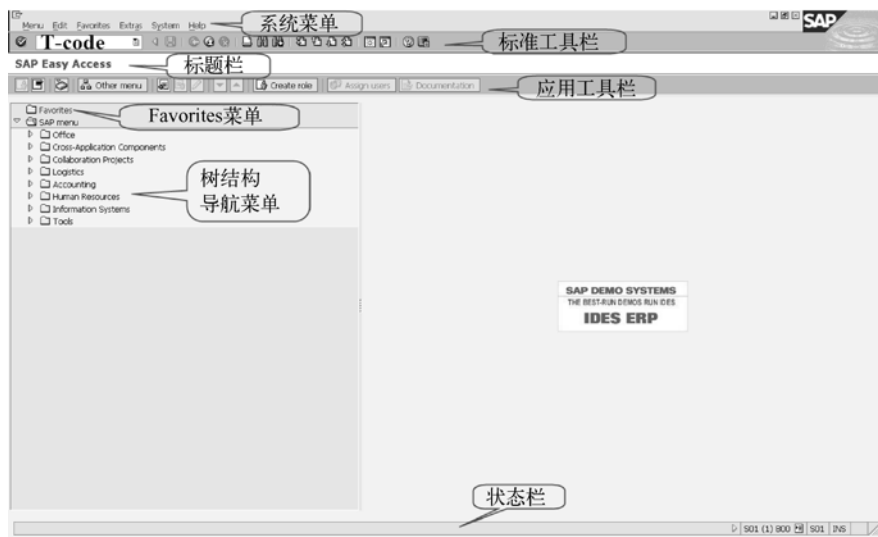 Menu Edit Favorites Extras System Help
系统菜单
SAP
T-code
标准工具栏
SAP Easy Access
标题栏
Other menu
Create role
Assign users
Documentation
应用工具栏
Favorites
Favorites菜单
SAP menu
Office
Cross-Application Components
Collaboration Projects
Logistics
Accounting
Human Resources
Information Systems
Tools
树结构
导航菜单
SAP DEMO SYSTEMS
THE BEST-RUN DEMOS RUN IDES
IDES ERP
状态栏
S01 (1) 800 S01 INS